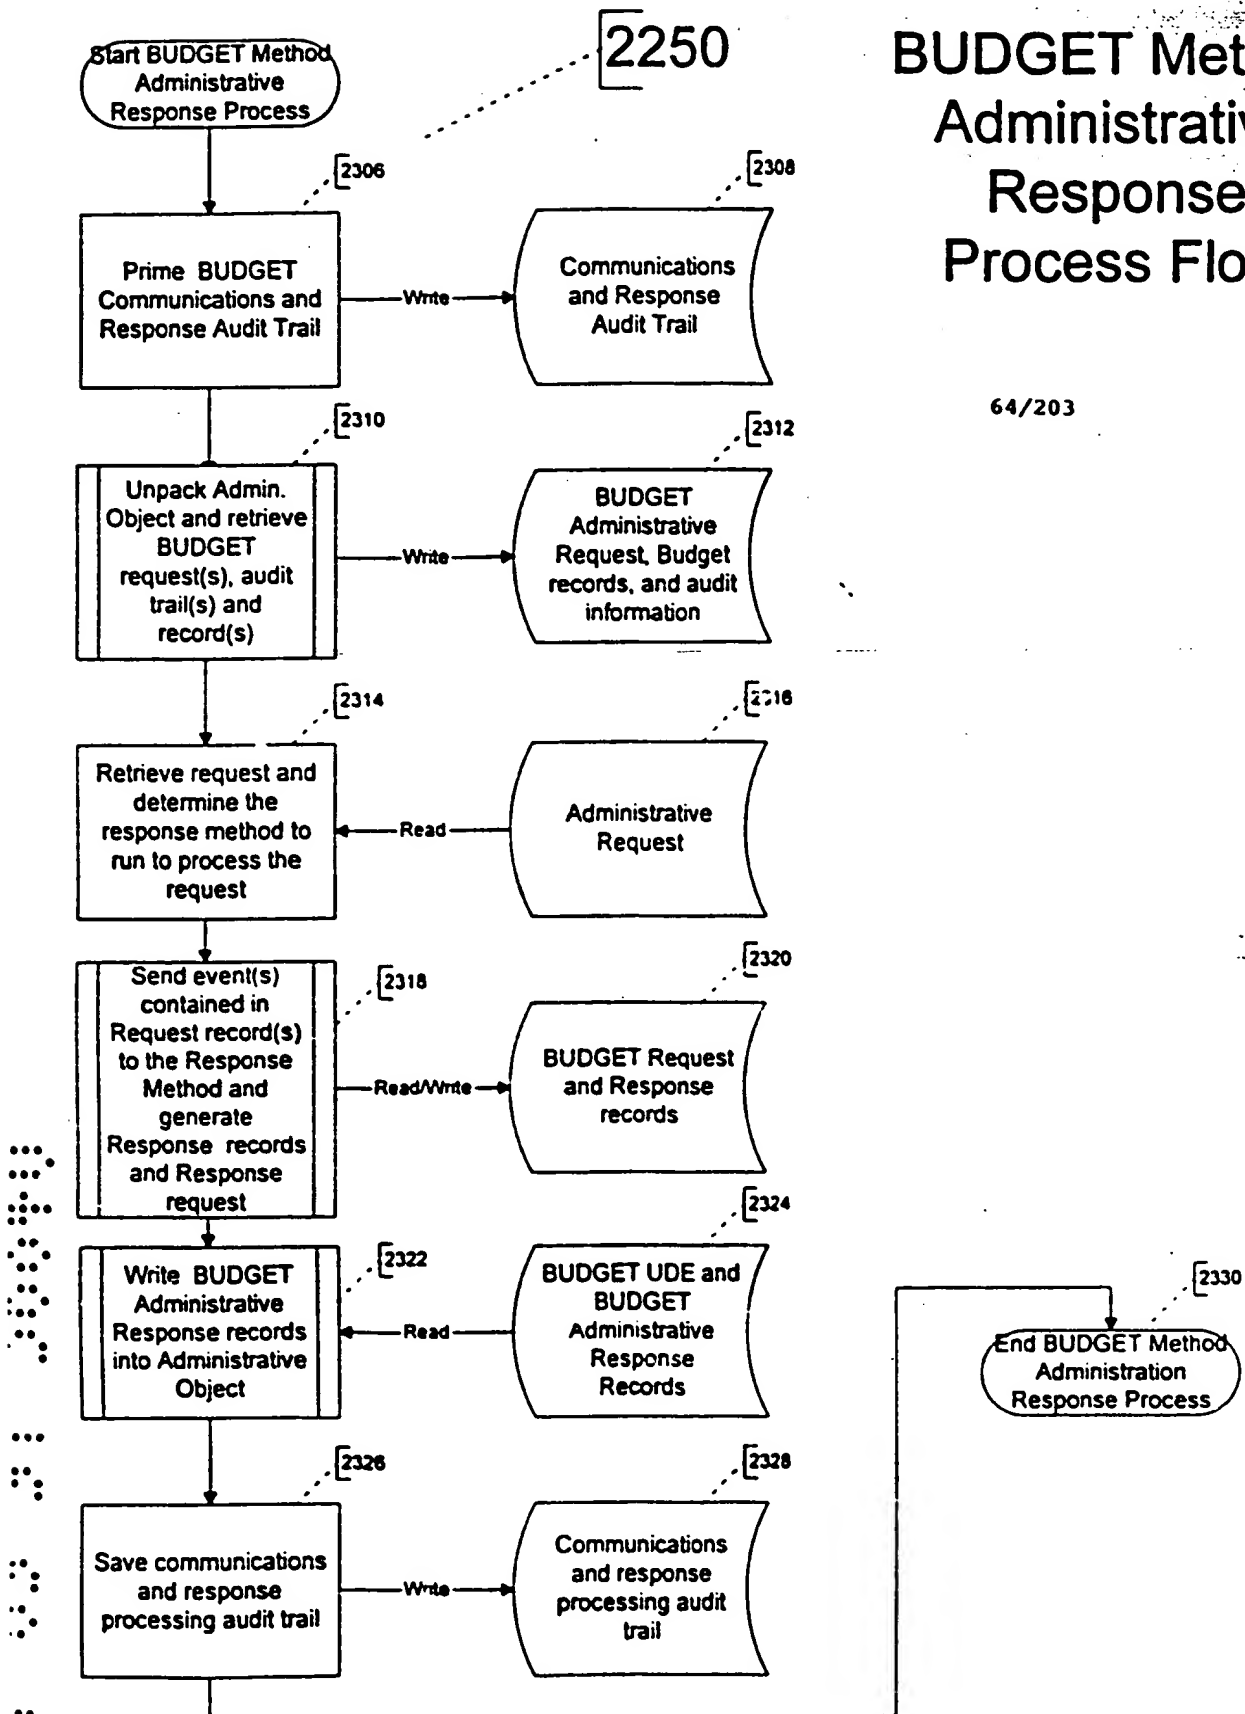 2250
BUDGET Met
Administrativ
Response
Process Flo
64/203
Start BUDGET Method
Administrative
Response Process
2306
Prime BUDGET
Communications and
Response Audit Trail
Write
2308
Communications
and Response
Audit Trail
2310
Unpack Admin.
Object and retrieve
BUDGET
request(s), audit
trail(s) and
record(s)
Write
2312
BUDGET
Administrative
Request, Budget
records, and audit
information
2314
Retrieve request and
determine the
response method to
run to process the
request
Read
2316
Administrative
Request
2318
Send event(s)
contained in
Request record(s)
to the Response
Method and
generate
Response records
and Response
request
Read/Write
2320
BUDGET Request
and Response
records
2322
Write BUDGET
Administrative
Response records
into Administrative
Object
Read
2324
BUDGET UDE and
BUDGET
Administrative
Response
Records
2326
Save communications
and response
processing audit trail
Write
2328
Communications
and response
processing audit
trail
2330
End BUDGET Method
Administration
Response Process